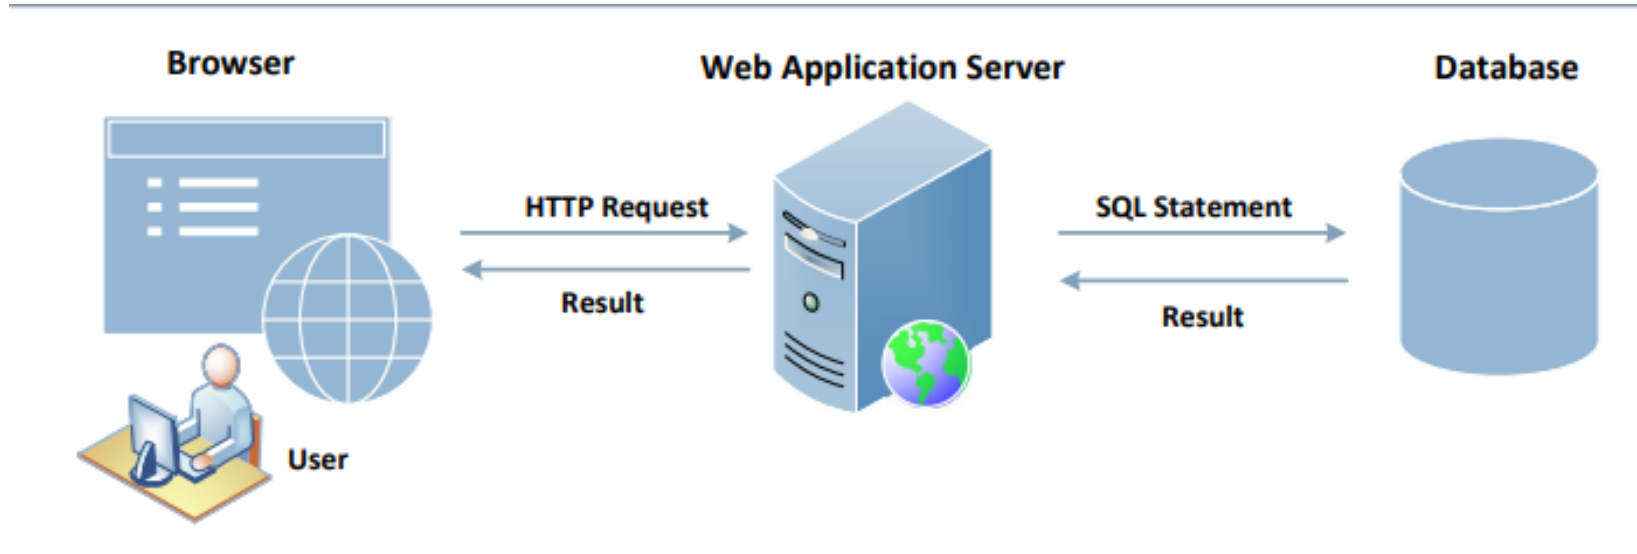 Browser
Web Application Server
Database
HTTP Request
SQL Statement
Result
Result
User